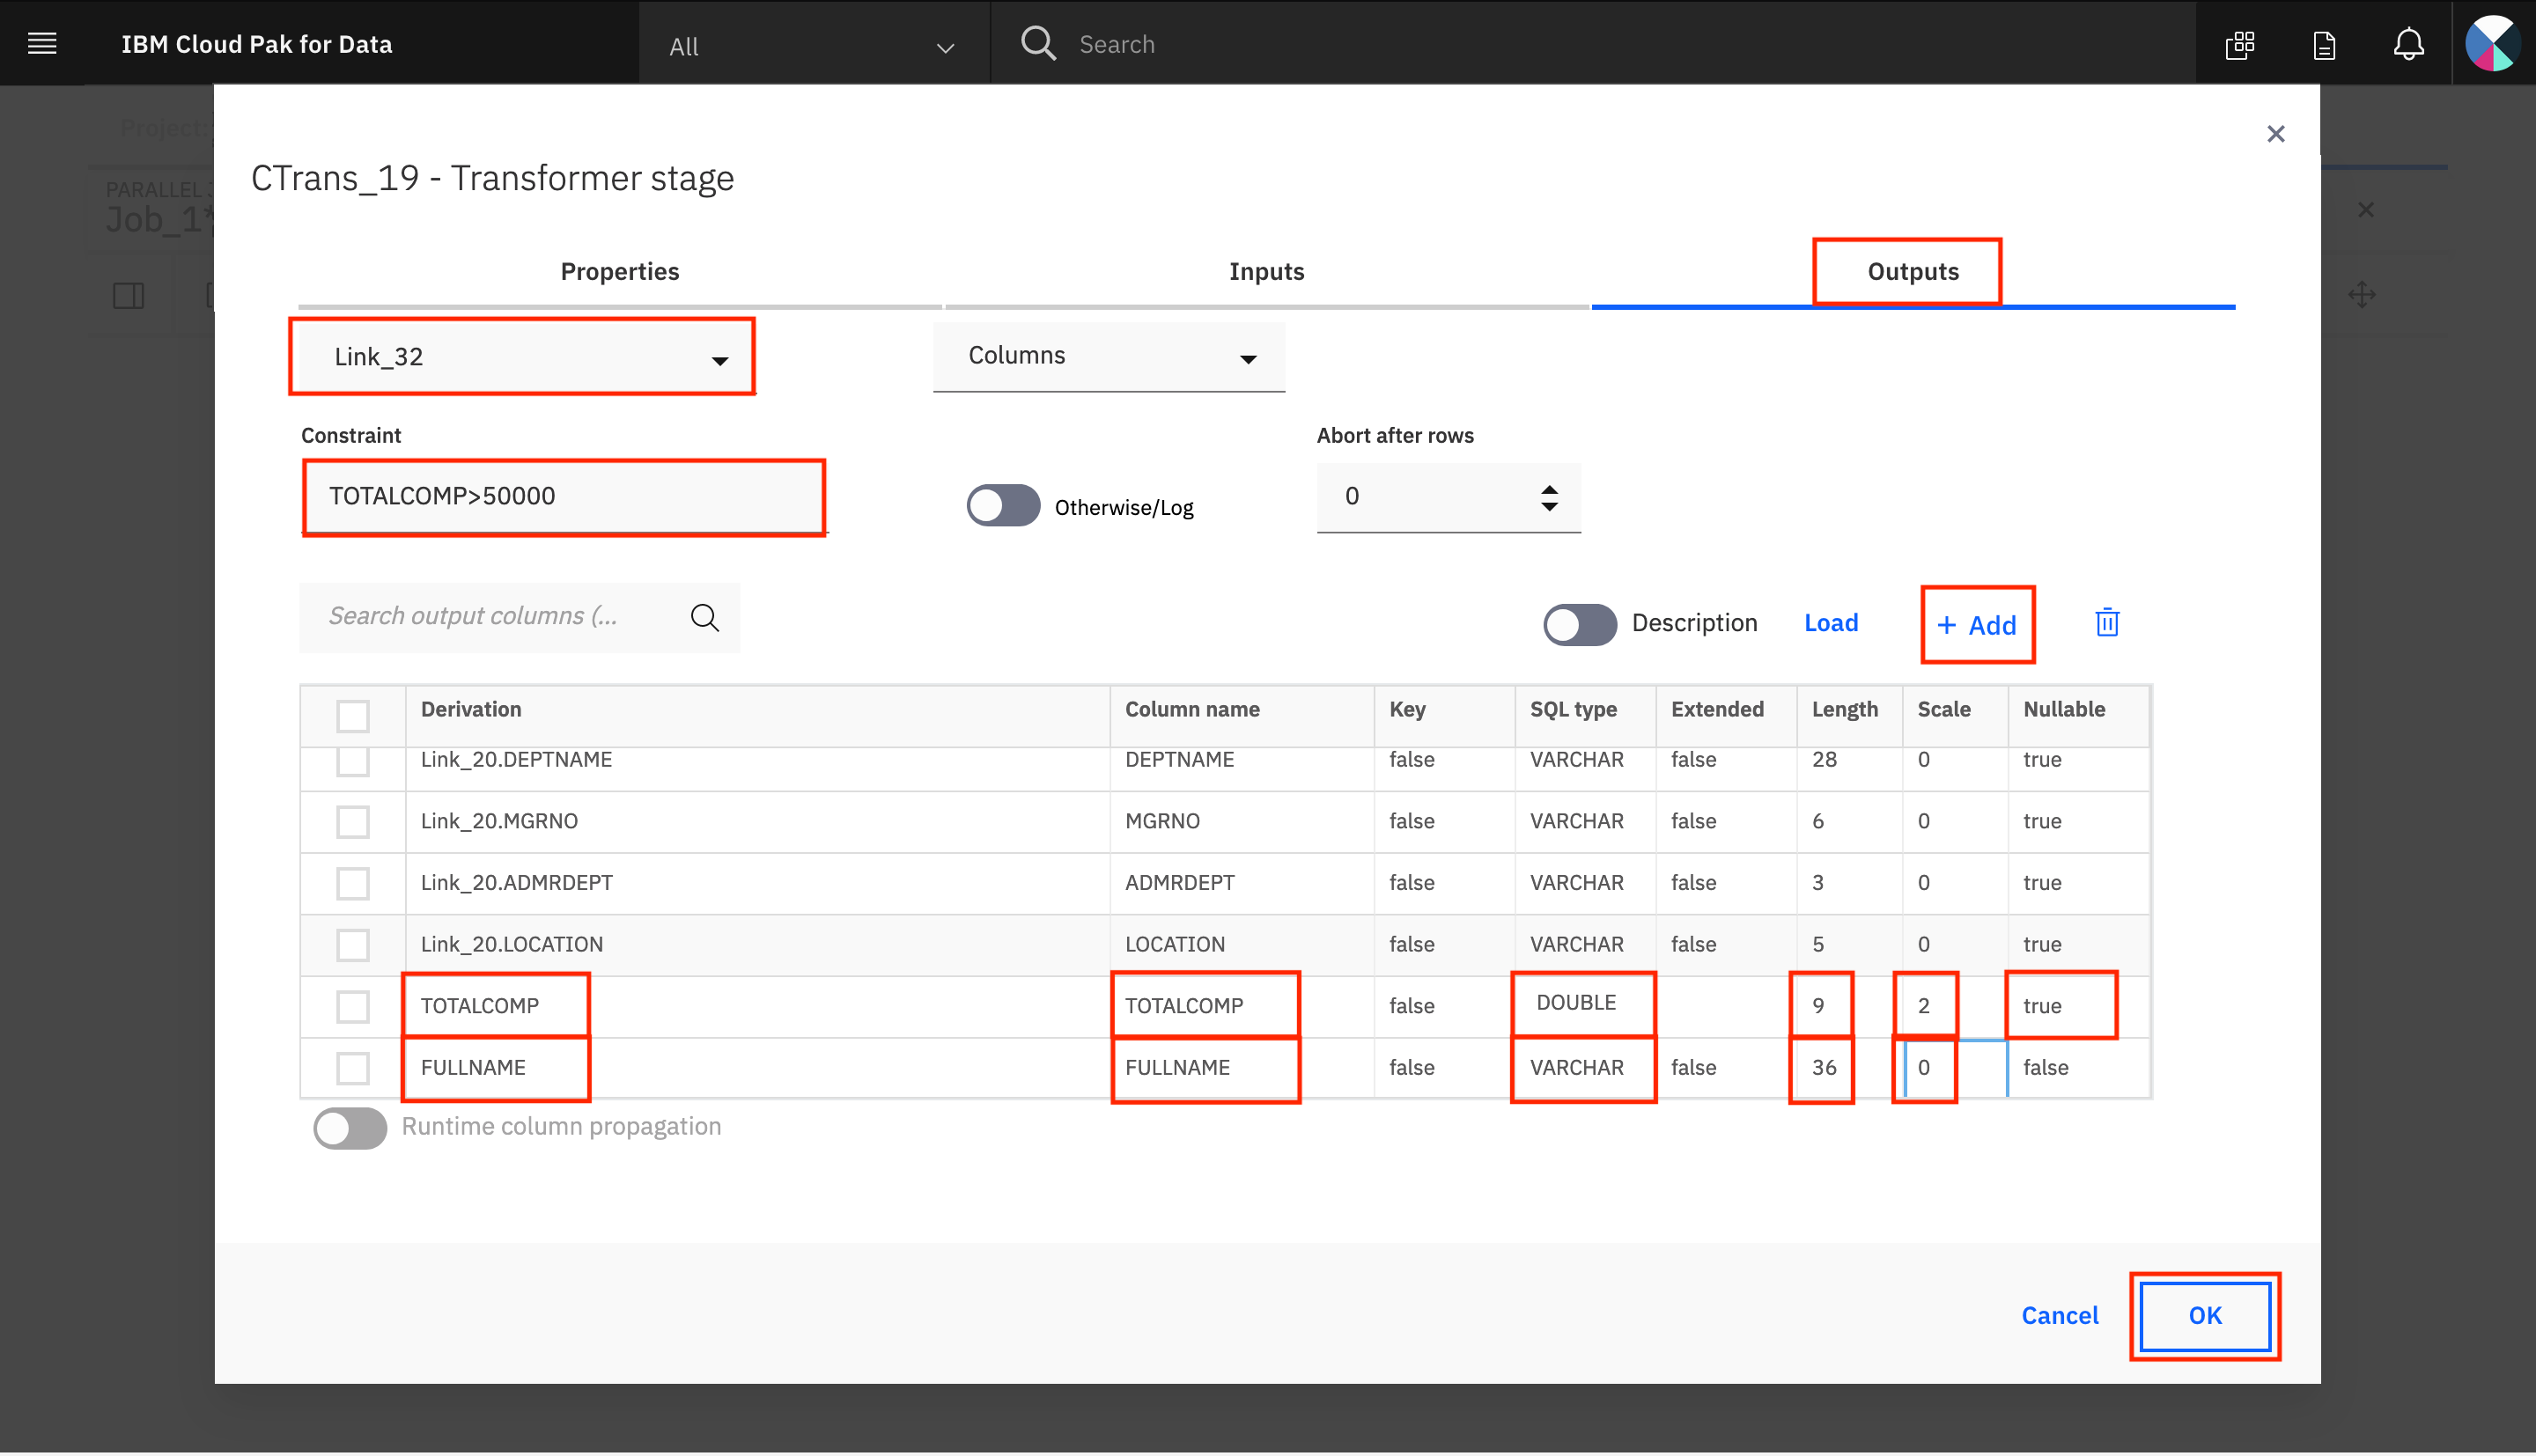 IBM Cloud Pak for Data
All
Search
Project:
PARALLEL J
Job_1*
CTrans_19 - Transformer stage
Properties
Inputs
Outputs
Link_32
Columns
Constraint
Abort after rows
TOTALCOMP>50000
Otherwise/Log
0
Search output columns (...
Description
Load
+ Add
Derivation Column name Key SQL type Extended Length Scale Nullable
Link_20.DEPTNAME DEPTNAME false VARCHAR false 28 0 true
Link_20.MGRNO MGRNO false VARCHAR false 6 0 true
Link_20.ADMRDEPT ADMRDEPT false VARCHAR false 3 0 true
Link_20.LOCATION LOCATION false VARCHAR false 5 0 true
TOTALCOMP TOTALCOMP false DOUBLE 9 2 true
FULLNAME FULLNAME false VARCHAR false 36 0 false
Runtime column propagation
Cancel
OK